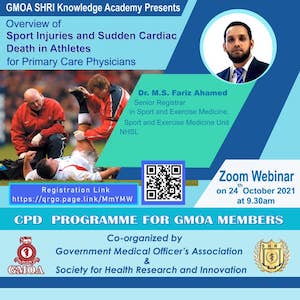 GMOA SHRI Knowledge Academy Presents
Overview of
Sport Injuries and Sudden Cardiac
Death in Athletes
for Primary Care Physicians
Dr. M.S. Fariz Ahamed
Senior Registrar
in Sport and Exercise Medicine,
Sport and Exercise Medicine Unit
NHSL
Registration Link
https://qrgo.page.link/MmYMW
Zoom Webinar
on 24th October 2021
at 9.30am
CPD PROGRAMME FOR GMOA MEMBERS
Co-organized by
Government Medical Officer's Association
&
Society for Health Research and Innovation
GMOA